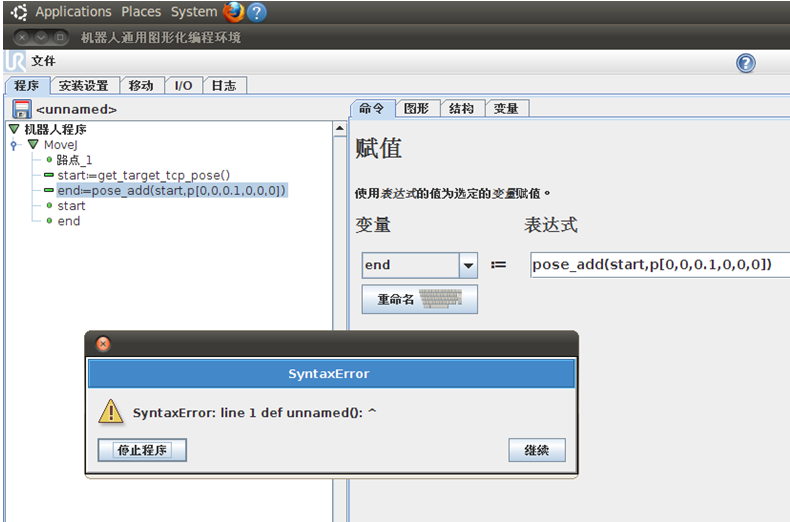 Applications Places System
机器人通用图形化编程环境
文件
程序 安装设置 移动 I/O 日志
<unnamed>
机器人程序
MoveJ
路点_1
start:=get_target_tcp_pose()
end:=pose_add(start,p[0,0,0.1,0,0,0])
start
end
命令 图形 结构 变量
赋值
使用表达式的值为选定的变量赋值。
变量 表达式
end := pose_add(start,p[0,0,0.1,0,0,0])
重命名
SyntaxError
SyntaxError: line 1 def unnamed(): ^
停止程序 继续